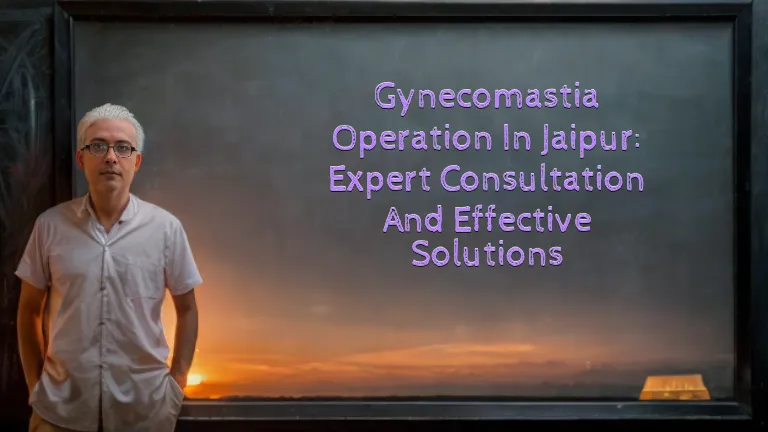 Gynecomastia
Operation In Jaipur:
Expert Consultation
And Effective
Solutions